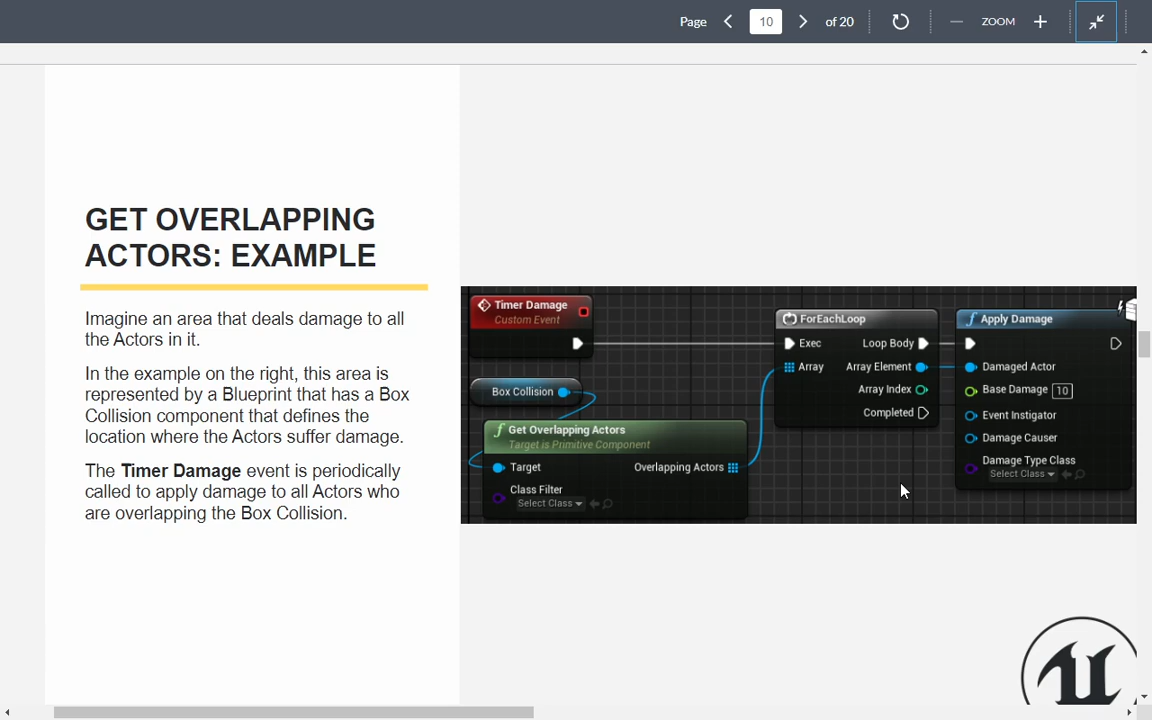 Page
10
of 20
ZOOM
GET OVERLAPPING
ACTORS: EXAMPLE
Imagine an area that deals damage to all
the Actors in it.
In the example on the right, this area is
represented by a Blueprint that has a Box
Collision component that defines the
location where the Actors suffer damage.
The Timer Damage event is periodically
called to apply damage to all Actors who
are overlapping the Box Collision.
Timer Damage
Custom Event
Box Collision
Get Overlapping Actors
Target is Primitive Component
Target
Overlapping Actors
Class Filter
Select Class
ForEachLoop
Exec
Loop Body
Array
Array Element
Array Index
Completed
Apply Damage
Damaged Actor
Base Damage 10
Event Instigator
Damage Causer
Damage Type Class
Select Class